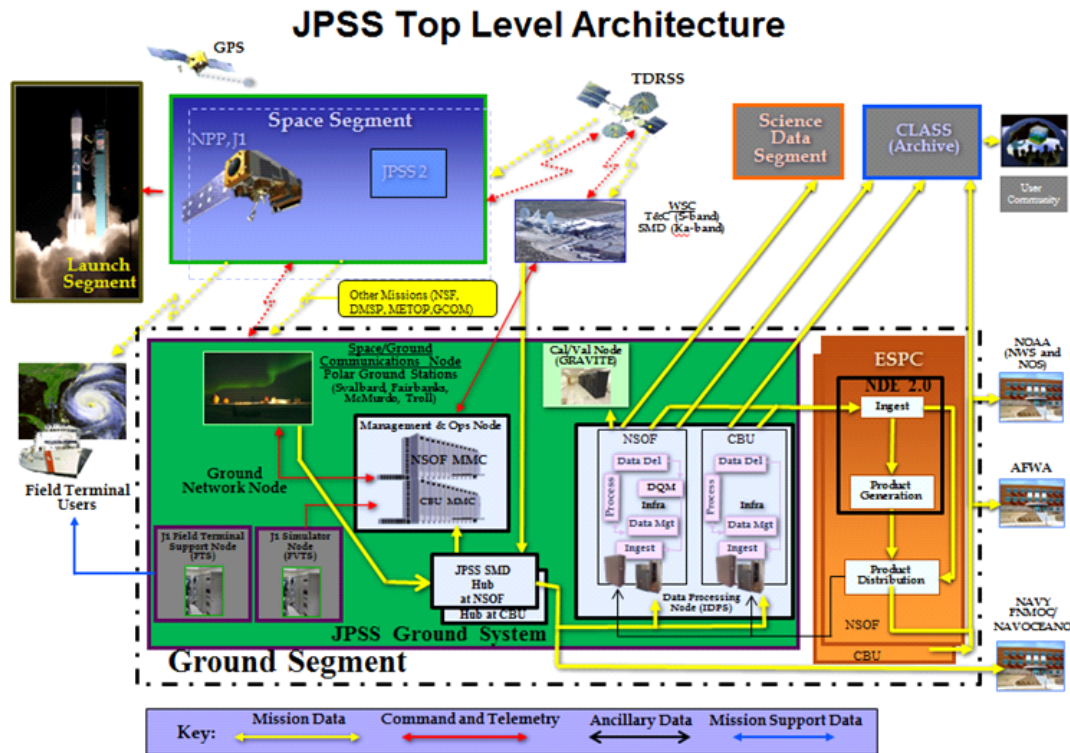 JPSS Top Level Architecture
GPS
TDRSS
Space Segment
NPP, J1
JPSS 2
Launch
Segment
WSC
T&C (S-band)
SMD (Ka-band)
Science
Data
Segment
CLASS
(Archive)
User
Community
Other Missions (NSF,
DMSP, METOP,GCOM)
Space/Ground
Communications Node
Polar Ground Stations
(Svalbard, Fairbanks,
McMurdo, Troll)
Cal/Val Node
(GRAVITE)
ESPC
NDE 2.0
Ingest
Product
Generation
Product
Distribution
NSOF
CBU
NOAA
(NWS and
NOS)
AFWA
NAVY
FNMOC/
NAVOCEANO
Field Terminal
Users
Ground
Network Node
Management & Ops Node
NSOF MMC
CBU MMC
NSOF
Data Del
Process
DQM
Infra
Data Mgt
Ingest
CBU
Data Del
Process
Infra
Data Mgt
Ingest
Data Processing
Node (IDPS)
J1 Field Terminal
Support Node
(FTS)
J1 Simulator
Node
(FVTS)
JPSS SMD
Hub
at NSOF
Hub at CBU
JPSS Ground System
Ground Segment
Key:
Mission Data
Command and Telemetry
Ancillary Data
Mission Support Data